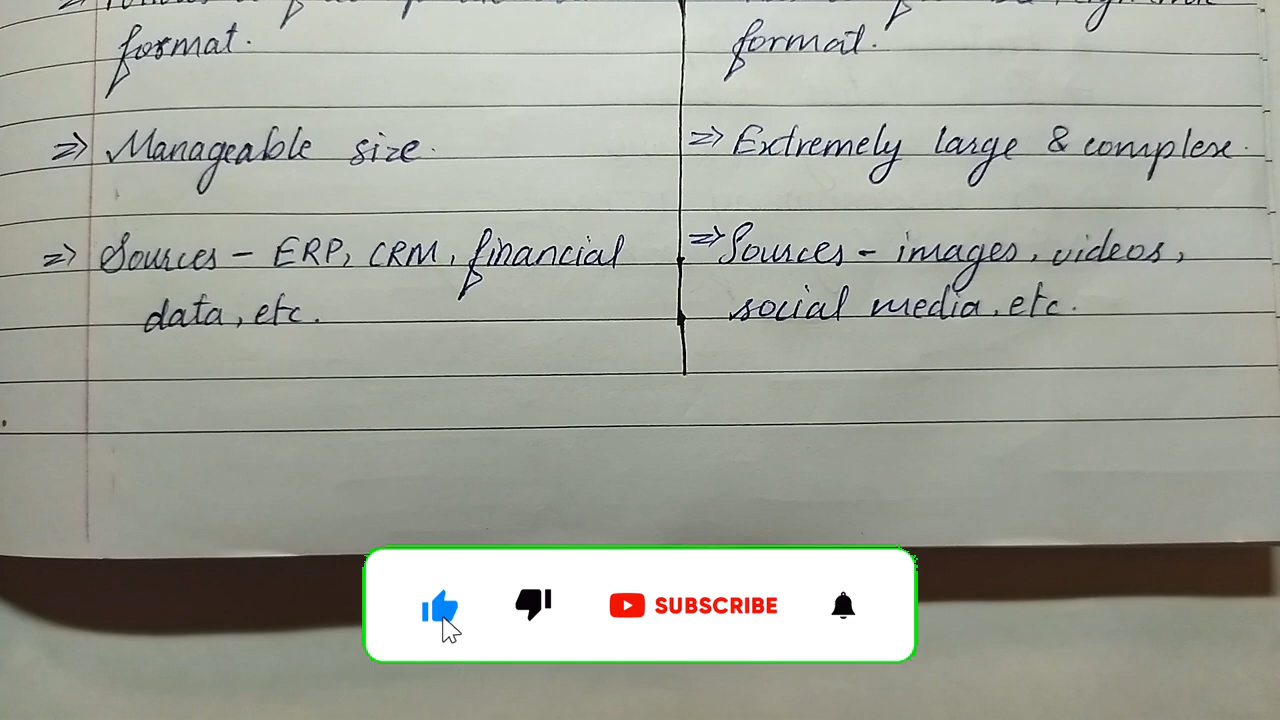 format.
format.
⇒ Manageable size.
⇒ Extremely large & complex.
⇒ Sources - ERP, CRM, financial
data, etc.
⇒ Sources - images, videos,
social media, etc.
SUBSCRIBE